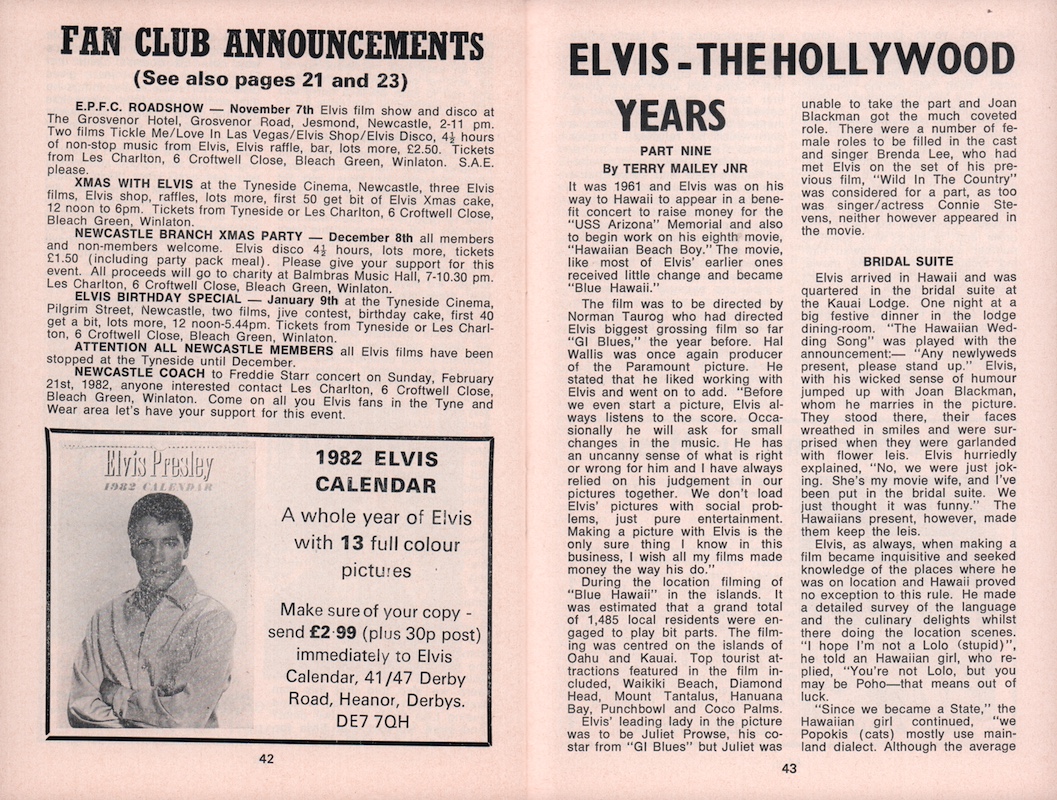 FAN CLUB ANNOUNCEMENTS
(See also pages 21 and 23)
E.P.F.C. ROADSHOW — November 7th Elvis film show and disco at
The Grosvenor Hotel, Grosvenor Road, Jesmond, Newcastle, 2-11 pm.
Two films Tickle Me/Love In Las Vegas/Elvis Shop/Elvis Disco, 4½ hours
of non-stop music from Elvis, Elvis raffle, bar, lots more, £2.50. Tickets
from Les Charlton, 6 Croftwell Close, Bleach Green, Winlaton. S.A.E.
please.
XMAS WITH ELVIS at the Tyneside Cinema, Newcastle, three Elvis
films, Elvis shop, raffles, lots more, first 50 get bit of Elvis Xmas cake,
12 noon to 6pm. Tickets from Tyneside or Les Charlton, 6 Croftwell Close,
Bleach Green, Winlaton.
NEWCASTLE BRANCH XMAS PARTY — December 8th all members
and non-members welcome. Elvis disco 4½ hours, lots more, tickets
£1.50 (including party pack meal). Please give your support for this
event. All proceeds will go to charity at Balmbras Music Hall, 7-10.30 pm.
Les Charlton, 6 Croftwell Close, Bleach Green, Winlaton.
ELVIS BIRTHDAY SPECIAL — January 9th at the Tyneside Cinema,
Pilgrim Street, Newcastle, two films, jive contest, birthday cake, first 40
get a bit, lots more, 12 noon-5.44pm. Tickets from Tyneside or Les Charl-
ton, 6 Croftwell Close, Bleach Green, Winlaton.
ATTENTION ALL NEWCASTLE MEMBERS all Elvis films have been
stopped at the Tyneside until December.
NEWCASTLE COACH to Freddie Starr concert on Sunday, February
21st, 1982, anyone interested contact Les Charlton, 6 Croftwell Close,
Bleach Green, Winlaton. Come on all you Elvis fans in the Tyne and
Wear area let's have your support for this event.
Elvis Presley
1982 CALENDAR
1982 ELVIS
CALENDAR
A whole year of Elvis
with 13 full colour
pictures
Make sure of your copy -
send £2·99 (plus 30p post)
immediately to Elvis
Calendar, 41/47 Derby
Road, Heanor, Derbys.
DE7 7QH
42
ELVIS - THE HOLLYWOOD
YEARS
PART NINE
By TERRY MAILEY JNR
It was 1961 and Elvis was on his
way to Hawaii to appear in a bene-
fit concert to raise money for the
"USS Arizona" Memorial and also
to begin work on his eighth movie,
"Hawaiian Beach Boy." The movie,
like most of Elvis' earlier ones
received little change and became
"Blue Hawaii."
The film was to be directed by
Norman Taurog who had directed
Elvis biggest grossing film so far
"GI Blues," the year before. Hal
Wallis was once again producer
of the Paramount picture. He
stated that he liked working with
Elvis and went on to add. "Before
we even start a picture, Elvis al-
ways listens to the score. Occa-
sionally he will ask for small
changes in the music. He has
an uncanny sense of what is right
or wrong for him and I have always
relied on his judgement in our
pictures together. We don't load
Elvis' pictures with social prob-
lems, just pure entertainment.
Making a picture with Elvis is the
only sure thing I know in this
business, I wish all my films made
money the way his do."
During the location filming of
"Blue Hawaii" in the islands. It
was estimated that a grand total
of 1,485 local residents were en-
gaged to play bit parts. The film-
ing was centred on the islands of
Oahu and Kauai. Top tourist at-
tractions featured in the film in-
cluded, Waikiki Beach, Diamond
Head, Mount Tantalus, Hanuana
Bay, Punchbowl and Coco Palms.
Elvis' leading lady in the picture
was to be Juliet Prowse, his co-
star from "GI Blues" but Juliet was
unable to take the part and Joan
Blackman got the much coveted
role. There were a number of fe-
male roles to be filled in the cast
and singer Brenda Lee, who had
met Elvis on the set of his pre-
vious film, "Wild In The Country"
was considered for a part, as too
was singer/actress Connie Ste-
vens, neither however appeared in
the movie.
BRIDAL SUITE
Elvis arrived in Hawaii and was
quartered in the bridal suite at
the Kauai Lodge. One night at a
big festive dinner in the lodge
dining-room. "The Hawaiian Wed-
ding Song" was played with the
announcement:— "Any newlyweds
present, please stand up." Elvis,
with his wicked sense of humour
jumped up with Joan Blackman,
whom he marries in the picture.
They stood there, their faces
wreathed in smiles and were sur-
prised when they were garlanded
with flower leis. Elvis hurriedly
explained, "No, we were just jok-
ing. She's my movie wife, and I've
been put in the bridal suite. We
just thought it was funny." The
Hawaiians present, however, made
them keep the leis.
Elvis, as always, when making a
film became inquisitive and seeked
knowledge of the places where he
was on location and Hawaii proved
no exception to this rule. He made
a detailed survey of the language
and the culinary delights whilst
there doing the location scenes.
"I hope I'm not a Lolo (stupid)",
he told an Hawaiian girl, who re-
plied, "You're not Lolo, but you
may be Poho—that means out of
luck.
"Since we became a State," the
Hawaiian girl continued, "we
Popokis (cats) mostly use main-
land dialect. Although the average
43